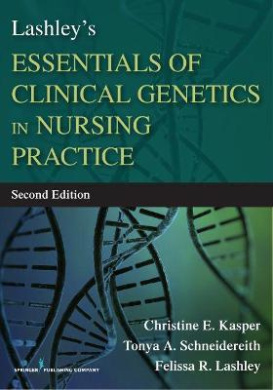 Lashley's
ESSENTIALS OF
CLINICAL GENETICS
IN NURSING
PRACTICE
Second Edition
Christine E. Kasper
Tonya A. Schneidereith
Felissa R. Lashley
SPRINGER PUBLISHING COMPANY